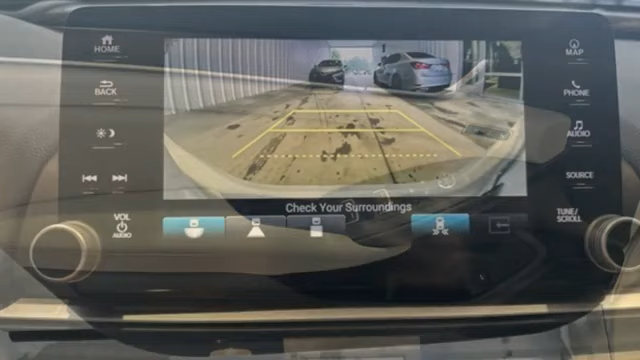 HOME
MAP
BACK
PHONE
AUDIO
Check Your Surroundings
SOURCE
VOL
AUDIO
TUNE/
SCROLL